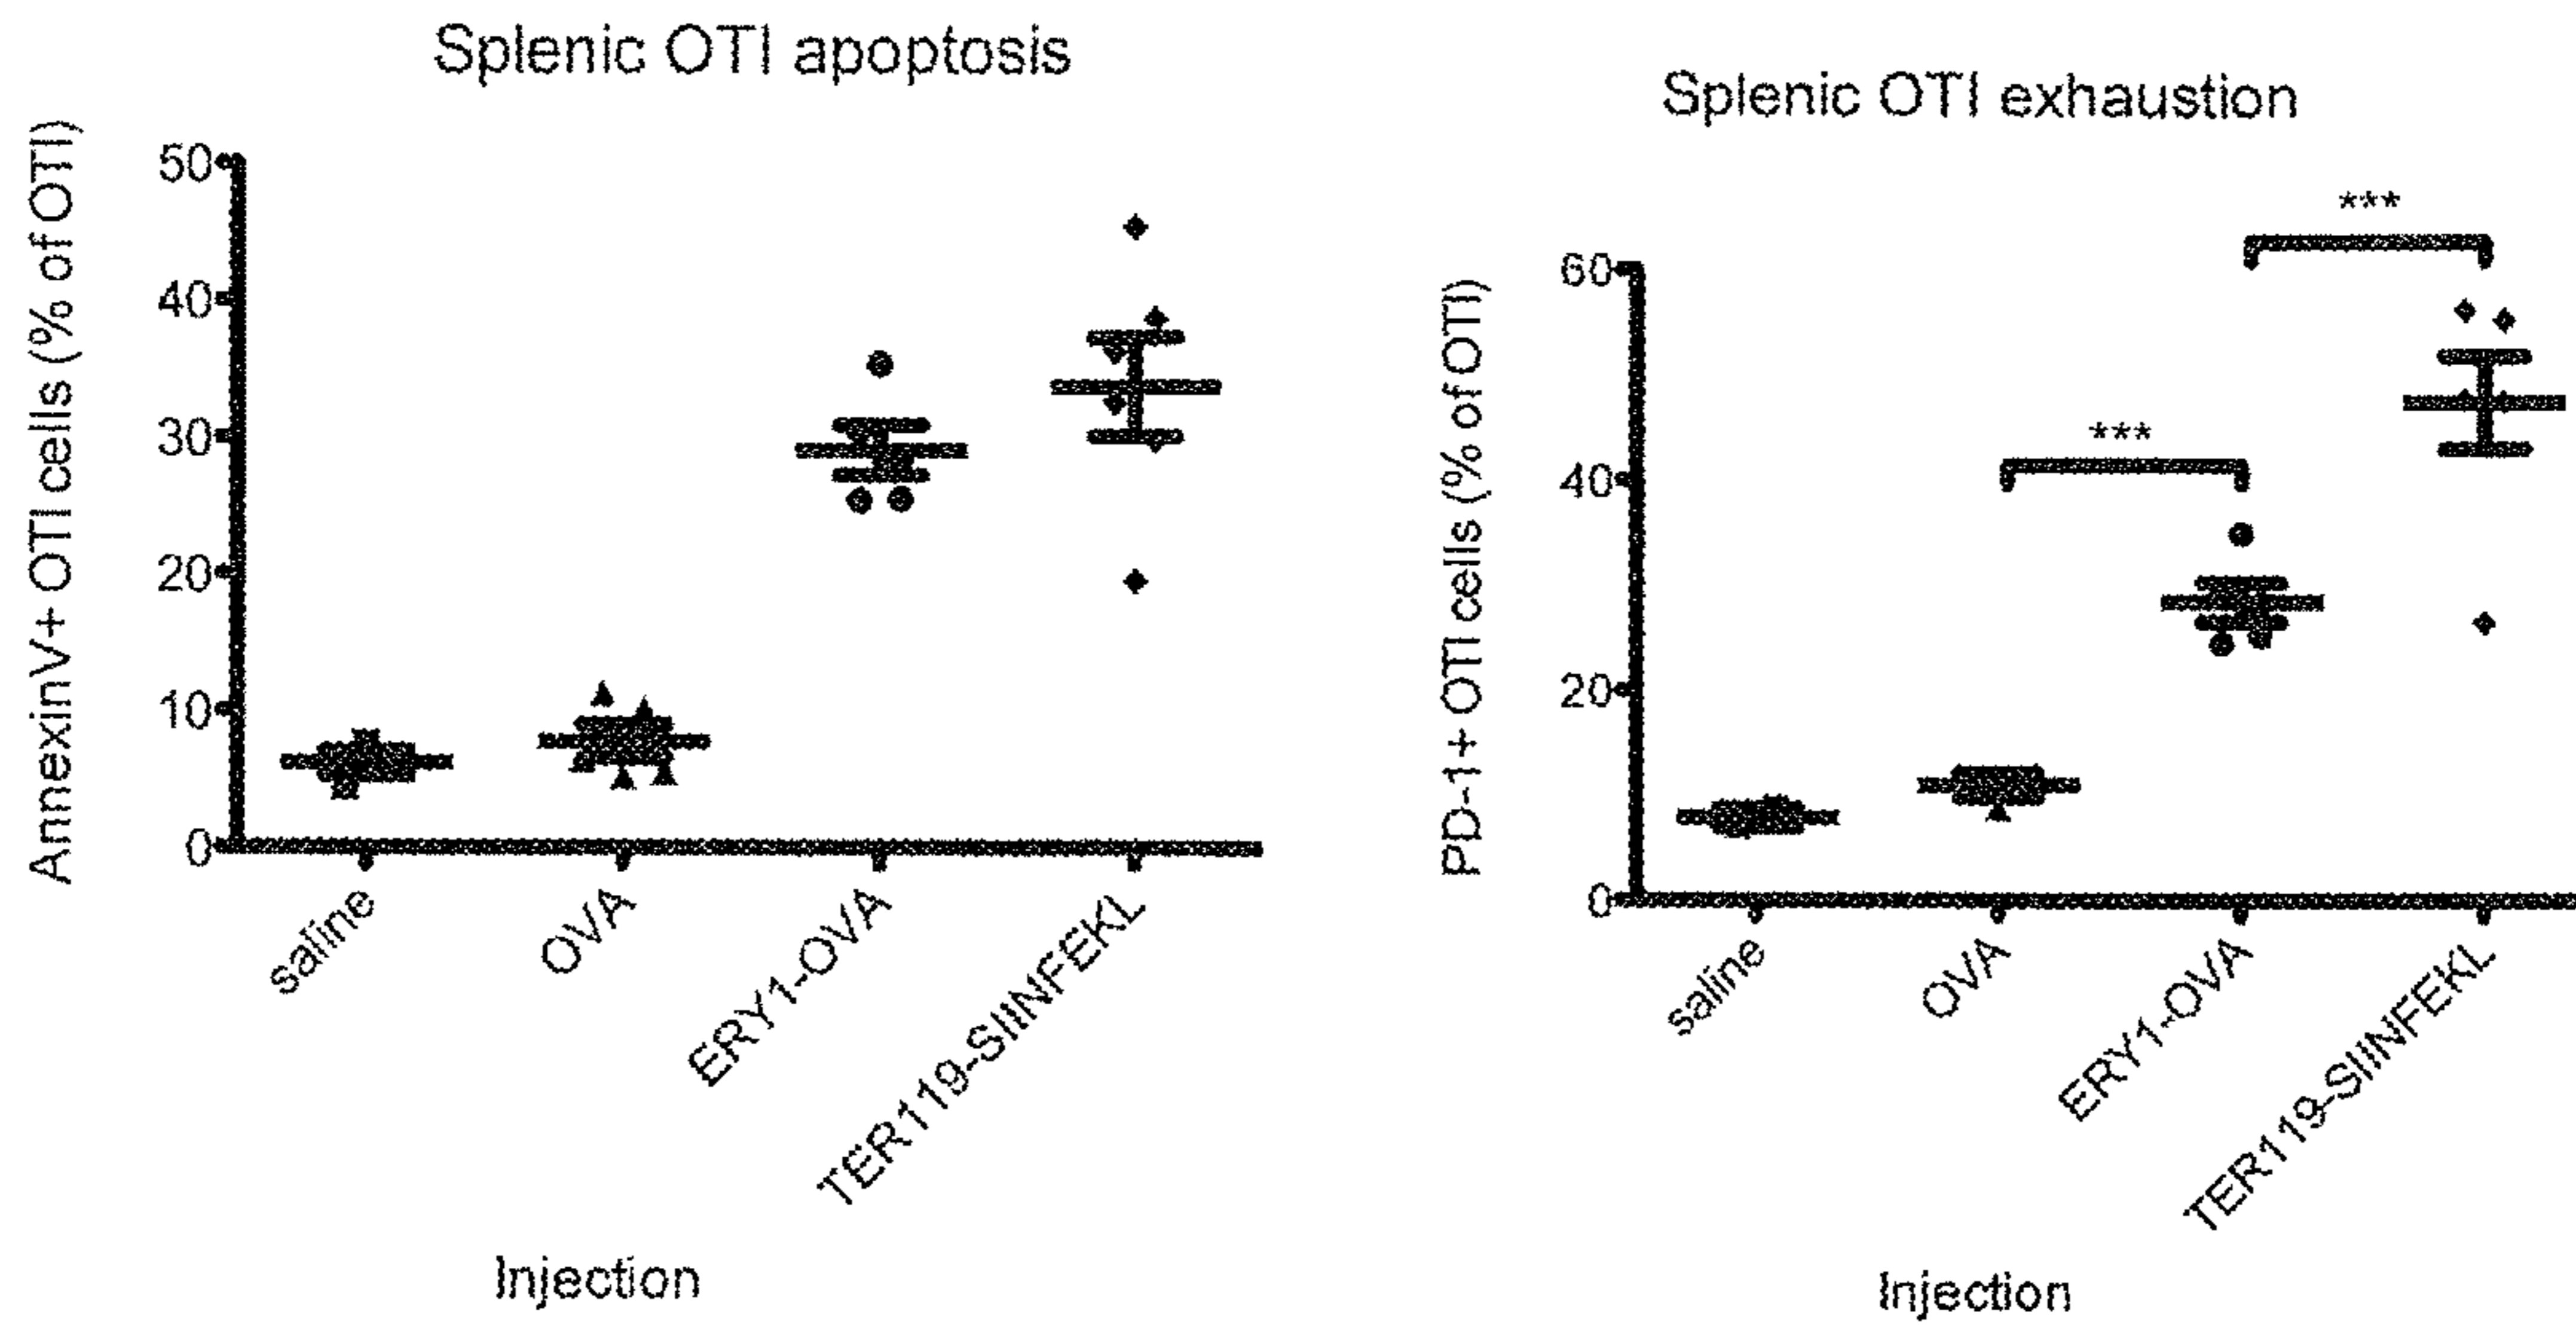 Splenic OTI apoptosis
AnnexinV+ OTI cells (% of OTI)
50
40
30
20
10
0
saline
OVA
ERY1-OVA
TER119-SIINFEKL
Injection
Splenic OTI exhaustion
PD-1+ OTI cells (% of OTI)
60
40
20
0
***
***
saline
OVA
ERY1-OVA
TER119-SIINFEKL
Injection